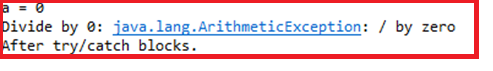 a = 0
Divide by 0: java.lang.ArithmeticException: / by zero
After try/catch blocks.